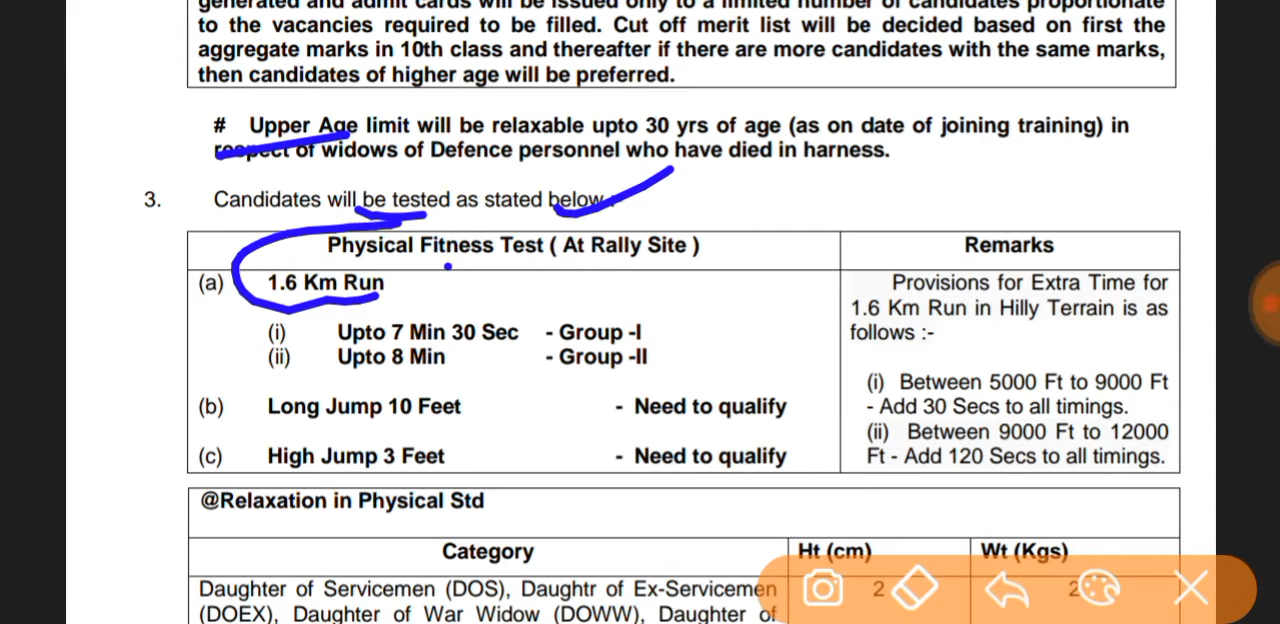 generated and admit cards will be issued only to a limited number of candidates proportionate
to the vacancies required to be filled. Cut off merit list will be decided based on first the
aggregate marks in 10th class and thereafter if there are more candidates with the same marks,
then candidates of higher age will be preferred.
# Upper Age limit will be relaxable upto 30 yrs of age (as on date of joining training) in
respect of widows of Defence personnel who have died in harness.
3. Candidates will be tested as stated below :-
Physical Fitness Test ( At Rally Site )
Remarks
(a) 1.6 Km Run
(i) Upto 7 Min 30 Sec - Group -I
(ii) Upto 8 Min - Group -II
(b) Long Jump 10 Feet - Need to qualify
(c) High Jump 3 Feet - Need to qualify
Provisions for Extra Time for
1.6 Km Run in Hilly Terrain is as
follows :-
(i) Between 5000 Ft to 9000 Ft
- Add 30 Secs to all timings.
(ii) Between 9000 Ft to 12000
Ft - Add 120 Secs to all timings.
@Relaxation in Physical Std
Category Ht (cm) Wt (Kgs)
Daughter of Servicemen (DOS), Daughtr of Ex-Servicemen 2 2
(DOEX), Daughter of War Widow (DOWW), Daughter of